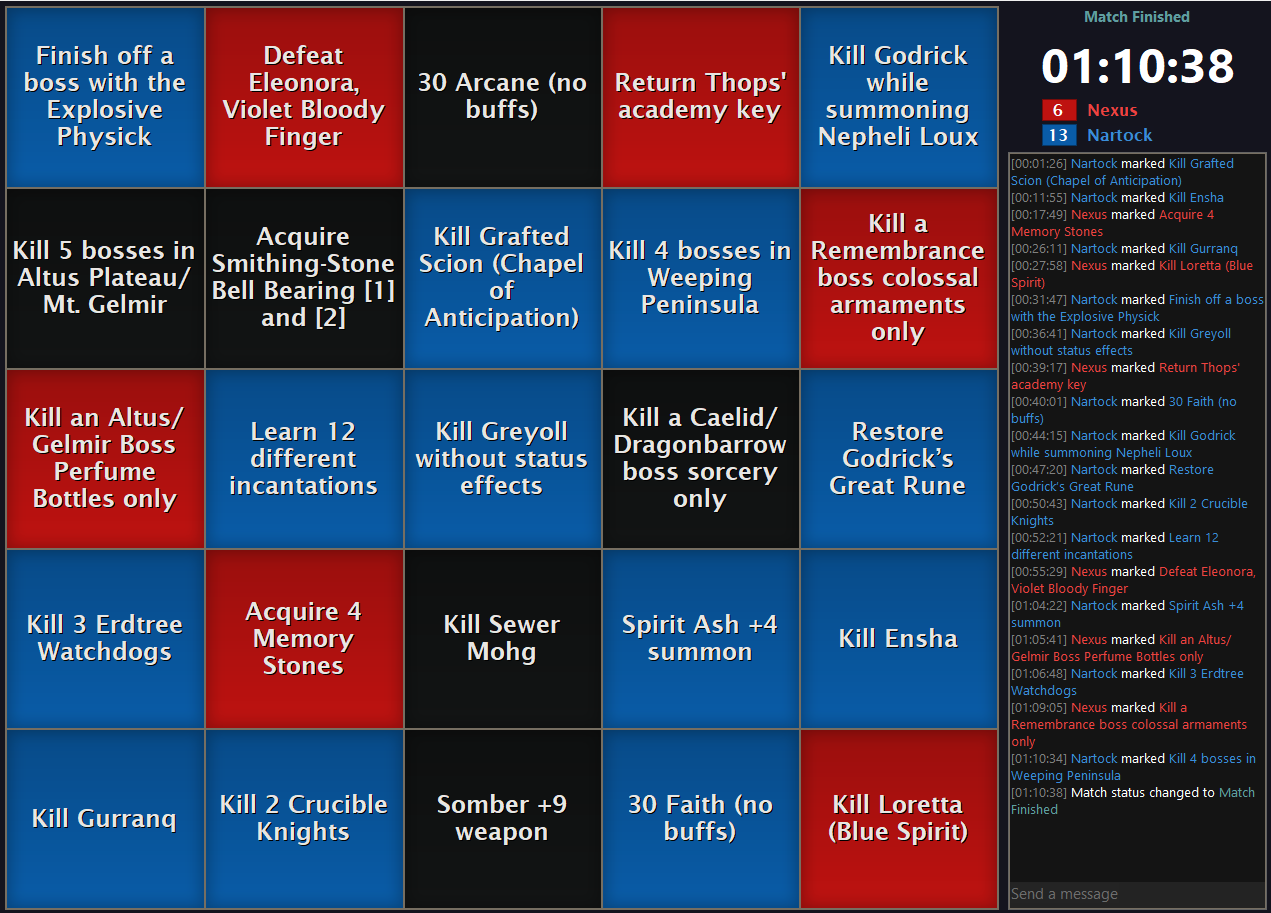 Finish off a
boss with the
Explosive
Physick
Defeat
Eleonora,
Violet Bloody
Finger
30 Arcane (no
buffs)
Return Thops'
academy key
Kill Godrick
while
summoning
Nepheli Loux
Kill 5 bosses in
Altus Plateau/
Mt. Gelmir
Acquire
Smithing-Stone
Bell Bearing [1]
and [2]
Kill Grafted
Scion (Chapel
of
Anticipation)
Kill 4 bosses in
Weeping
Peninsula
Kill a
Remembrance
boss colossal
armaments
only
Kill an Altus/
Gelmir Boss
Perfume
Bottles only
Learn 12
different
incantations
Kill Greyoll
without status
effects
Kill a Caelid/
Dragonbarrow
boss sorcery
only
Restore
Godrick’s
Great Rune
Kill 3 Erdtree
Watchdogs
Acquire 4
Memory
Stones
Kill Sewer
Mohg
Spirit Ash +4
summon
Kill Ensha
Kill Gurranq
Kill 2 Crucible
Knights
Somber +9
weapon
30 Faith (no
buffs)
Kill Loretta
(Blue Spirit)
Match Finished
01:10:38
6 Nexus
13 Nartock
[00:01:26] Nartock marked Kill Grafted
Scion (Chapel of Anticipation)
[00:11:55] Nartock marked Kill Ensha
[00:17:49] Nexus marked Acquire 4
Memory Stones
[00:26:11] Nartock marked Kill Gurranq
[00:27:58] Nexus marked Kill Loretta (Blue
Spirit)
[00:31:47] Nartock marked Finish off a boss
with the Explosive Physick
[00:36:41] Nartock marked Kill Greyoll
without status effects
[00:39:17] Nexus marked Return Thops'
academy key
[00:40:01] Nartock marked 30 Faith (no
buffs)
[00:44:15] Nartock marked Kill Godrick
while summoning Nepheli Loux
[00:47:20] Nartock marked Restore
Godrick's Great Rune
[00:50:43] Nartock marked Kill 2 Crucible
Knights
[00:52:21] Nartock marked Learn 12
different incantations
[00:55:29] Nexus marked Defeat Eleonora,
Violet Bloody Finger
[01:04:22] Nartock marked Spirit Ash +4
summon
[01:05:41] Nexus marked Kill an Altus/
Gelmir Boss Perfume Bottles only
[01:06:48] Nartock marked Kill 3 Erdtree
Watchdogs
[01:09:05] Nexus marked Kill a
Remembrance boss colossal armaments
only
[01:10:34] Nartock marked Kill 4 bosses in
Weeping Peninsula
[01:10:38] Match status changed to Match
Finished
Send a message